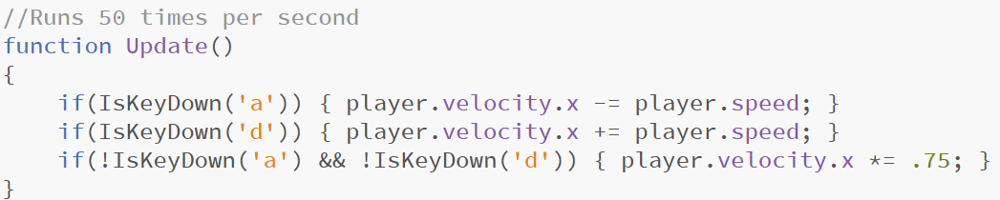 //Runs 50 times per second
function Update()
{
    if(IsKeyDown('a')) { player.velocity.x -= player.speed; }
    if(IsKeyDown('d')) { player.velocity.x += player.speed; }
    if(!IsKeyDown('a') && !IsKeyDown('d')) { player.velocity.x *= .75; }
}